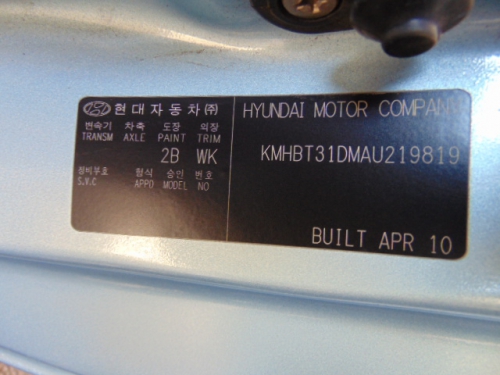 현대자동차㈜
변속기 차축 도장 외장
TRANSM AXLE PAINT TRIM
2B WK
정비부호 형식 승인 번호
S.V.C APPD MODEL NO
HYUNDAI MOTOR COMPANY
KMHBT31DMAU219819
BUILT APR 10